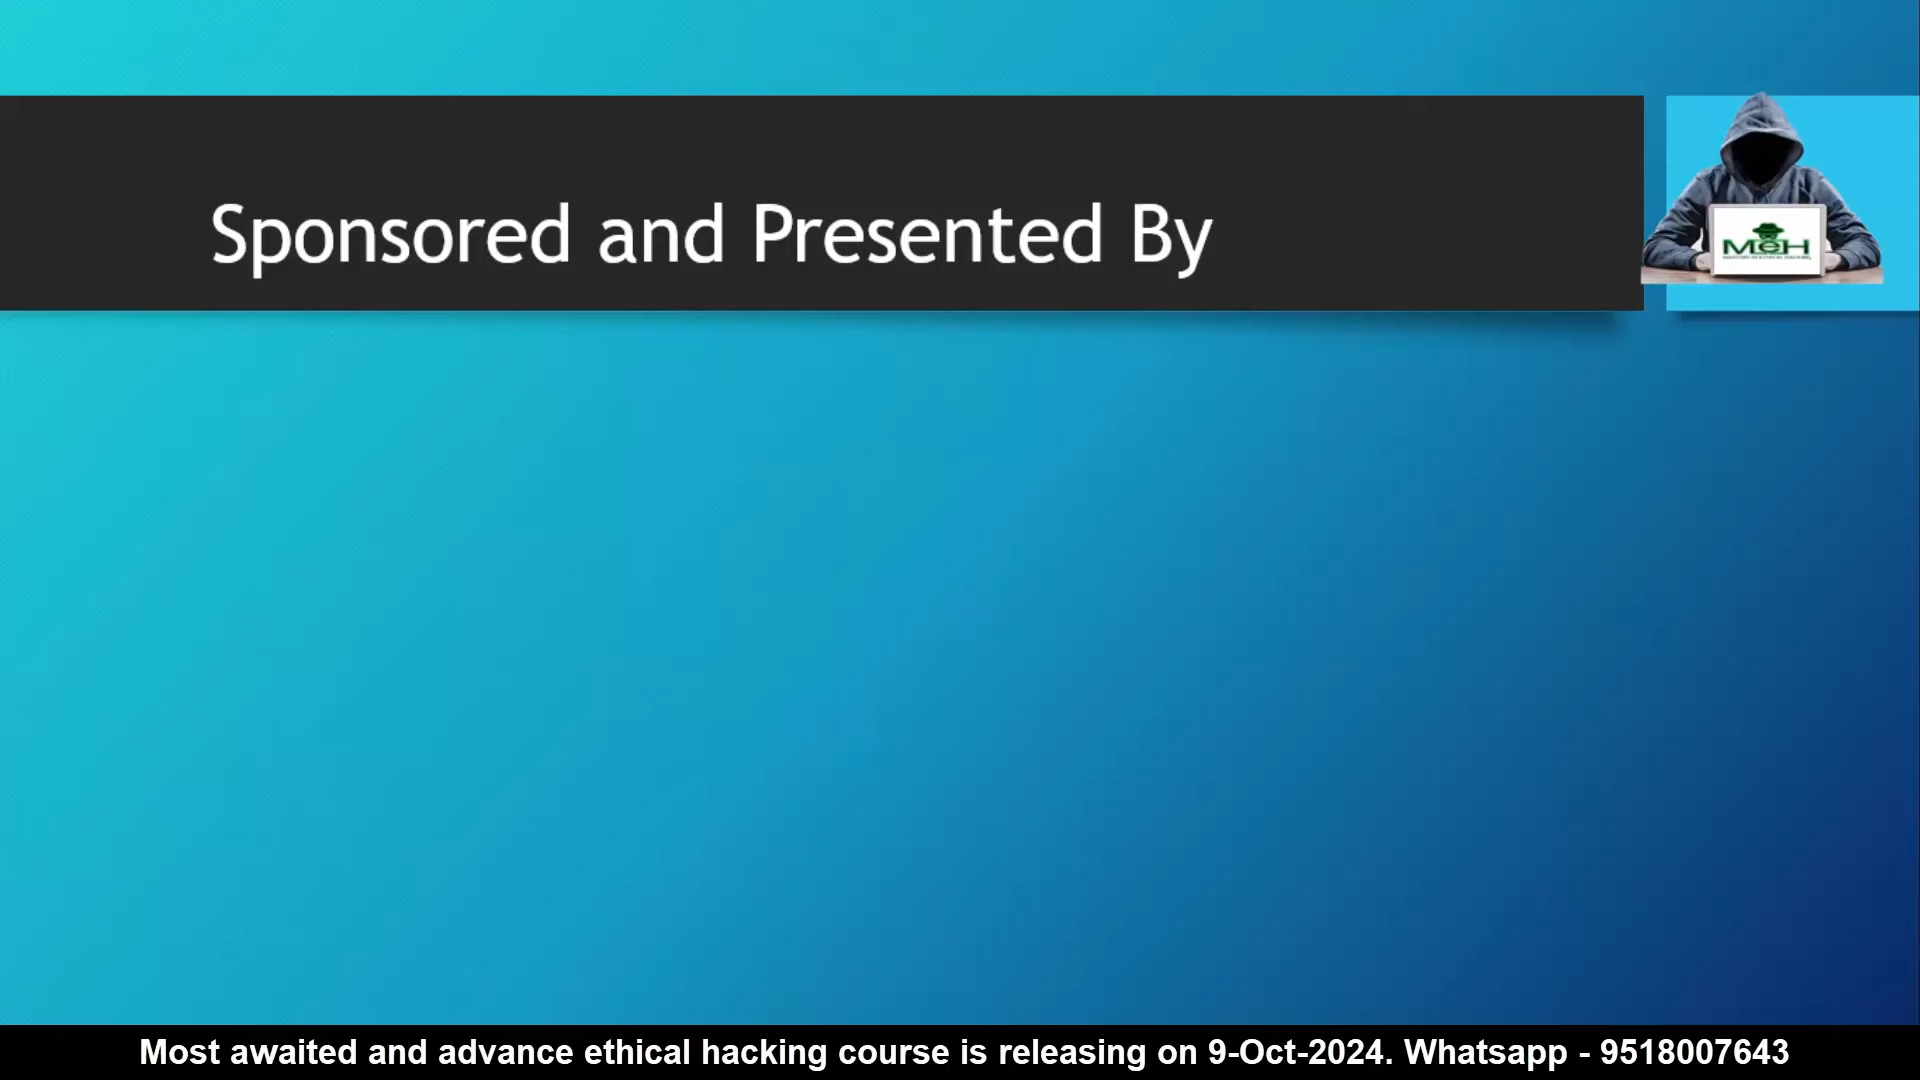 Sponsored and Presented By
MeH
Most awaited and advance ethical hacking course is releasing on 9-Oct-2024. Whatsapp - 9518007643